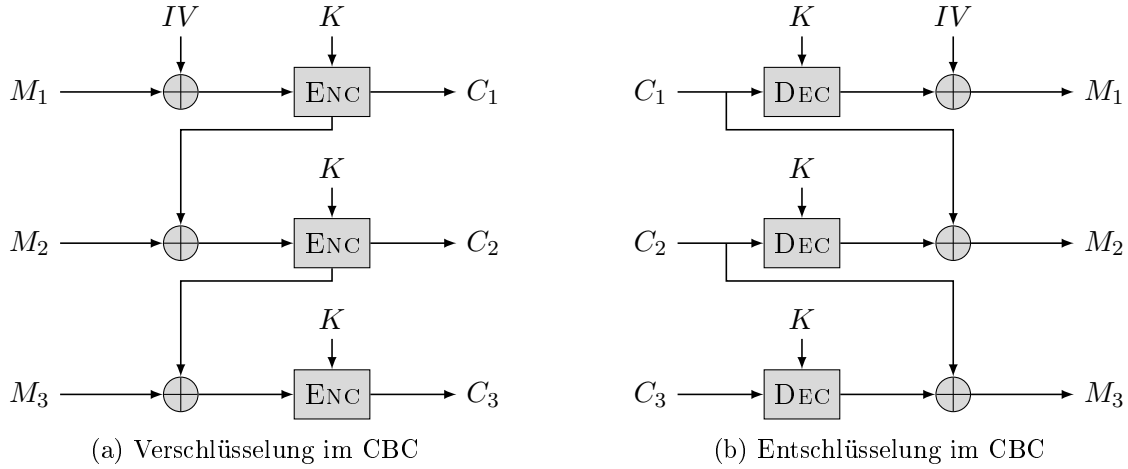 IV K K IV
M1 ENC C1 C1 DEC M1
K K
M2 ENC C2 C2 DEC M2
K K
M3 ENC C3 C3 DEC M3
(a) Verschlüsselung im CBC (b) Entschlüsselung im CBC